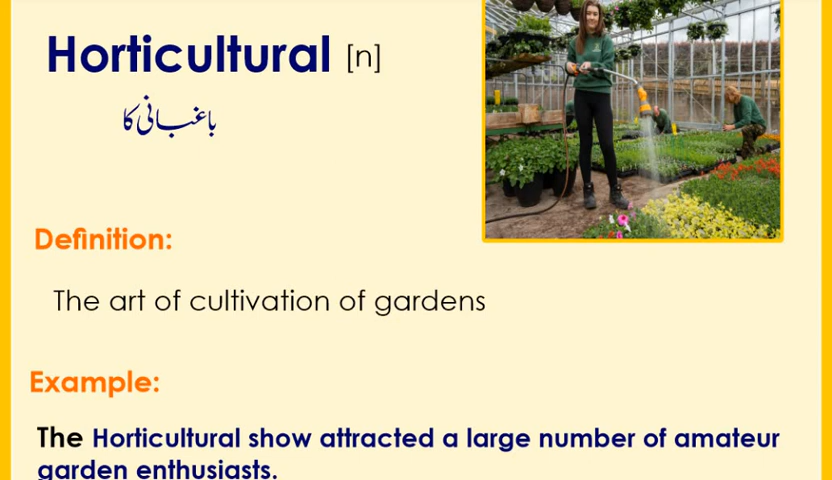 Horticultural [n]
باغبانی کا
Definition:
The art of cultivation of gardens
Example:
The Horticultural show attracted a large number of amateur
garden enthusiasts.